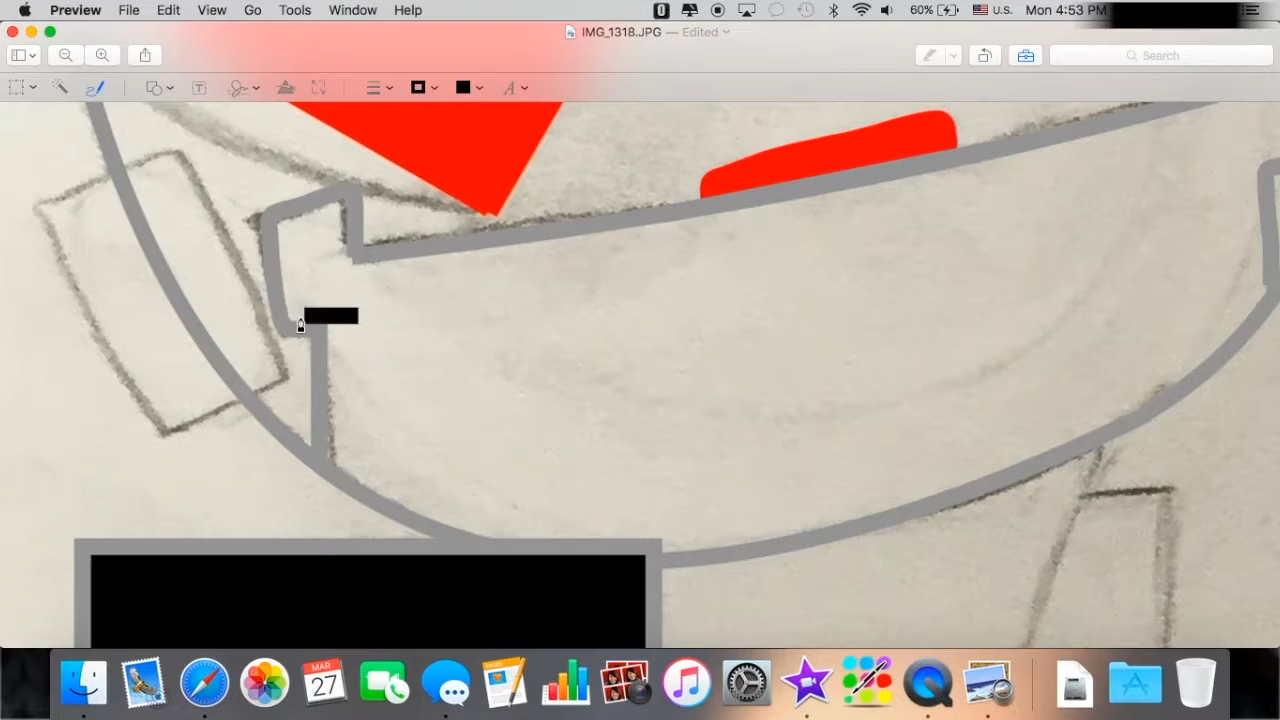 Preview File Edit View Go Tools Window Help 60% U.S. Mon 4:53 PM
IMG_1318.JPG — Edited
Search
T A
MAR
27